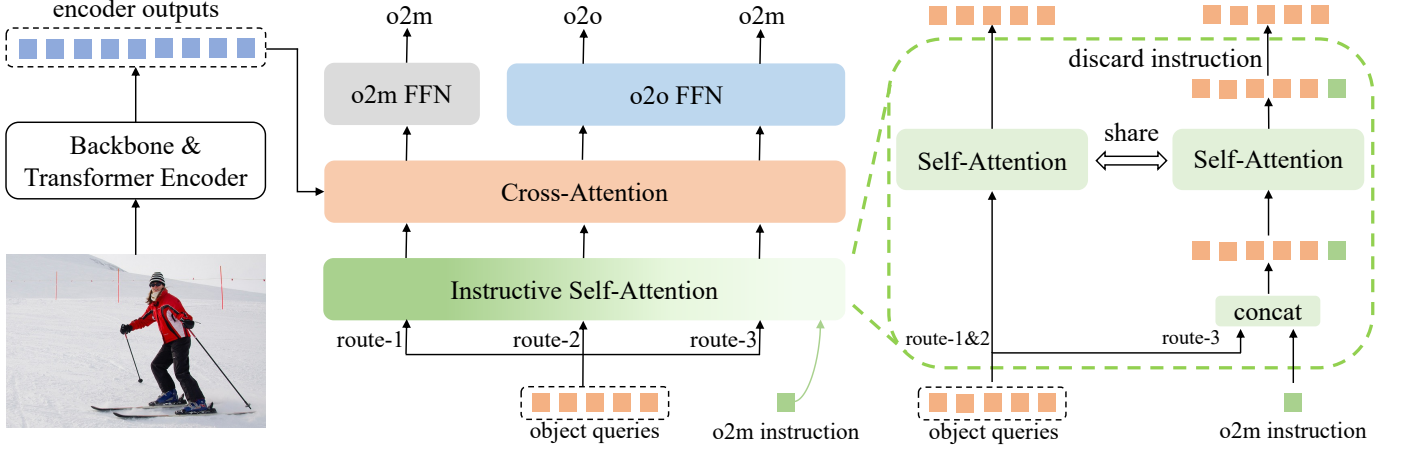 encoder outputs
Backbone &
Transformer Encoder
o2m
o2o
o2m
o2m FFN
o2o FFN
Cross-Attention
Instructive Self-Attention
route-1
route-2
route-3
object queries
o2m instruction
discard instruction
Self-Attention
share
Self-Attention
concat
route-1&2
route-3
object queries
o2m instruction